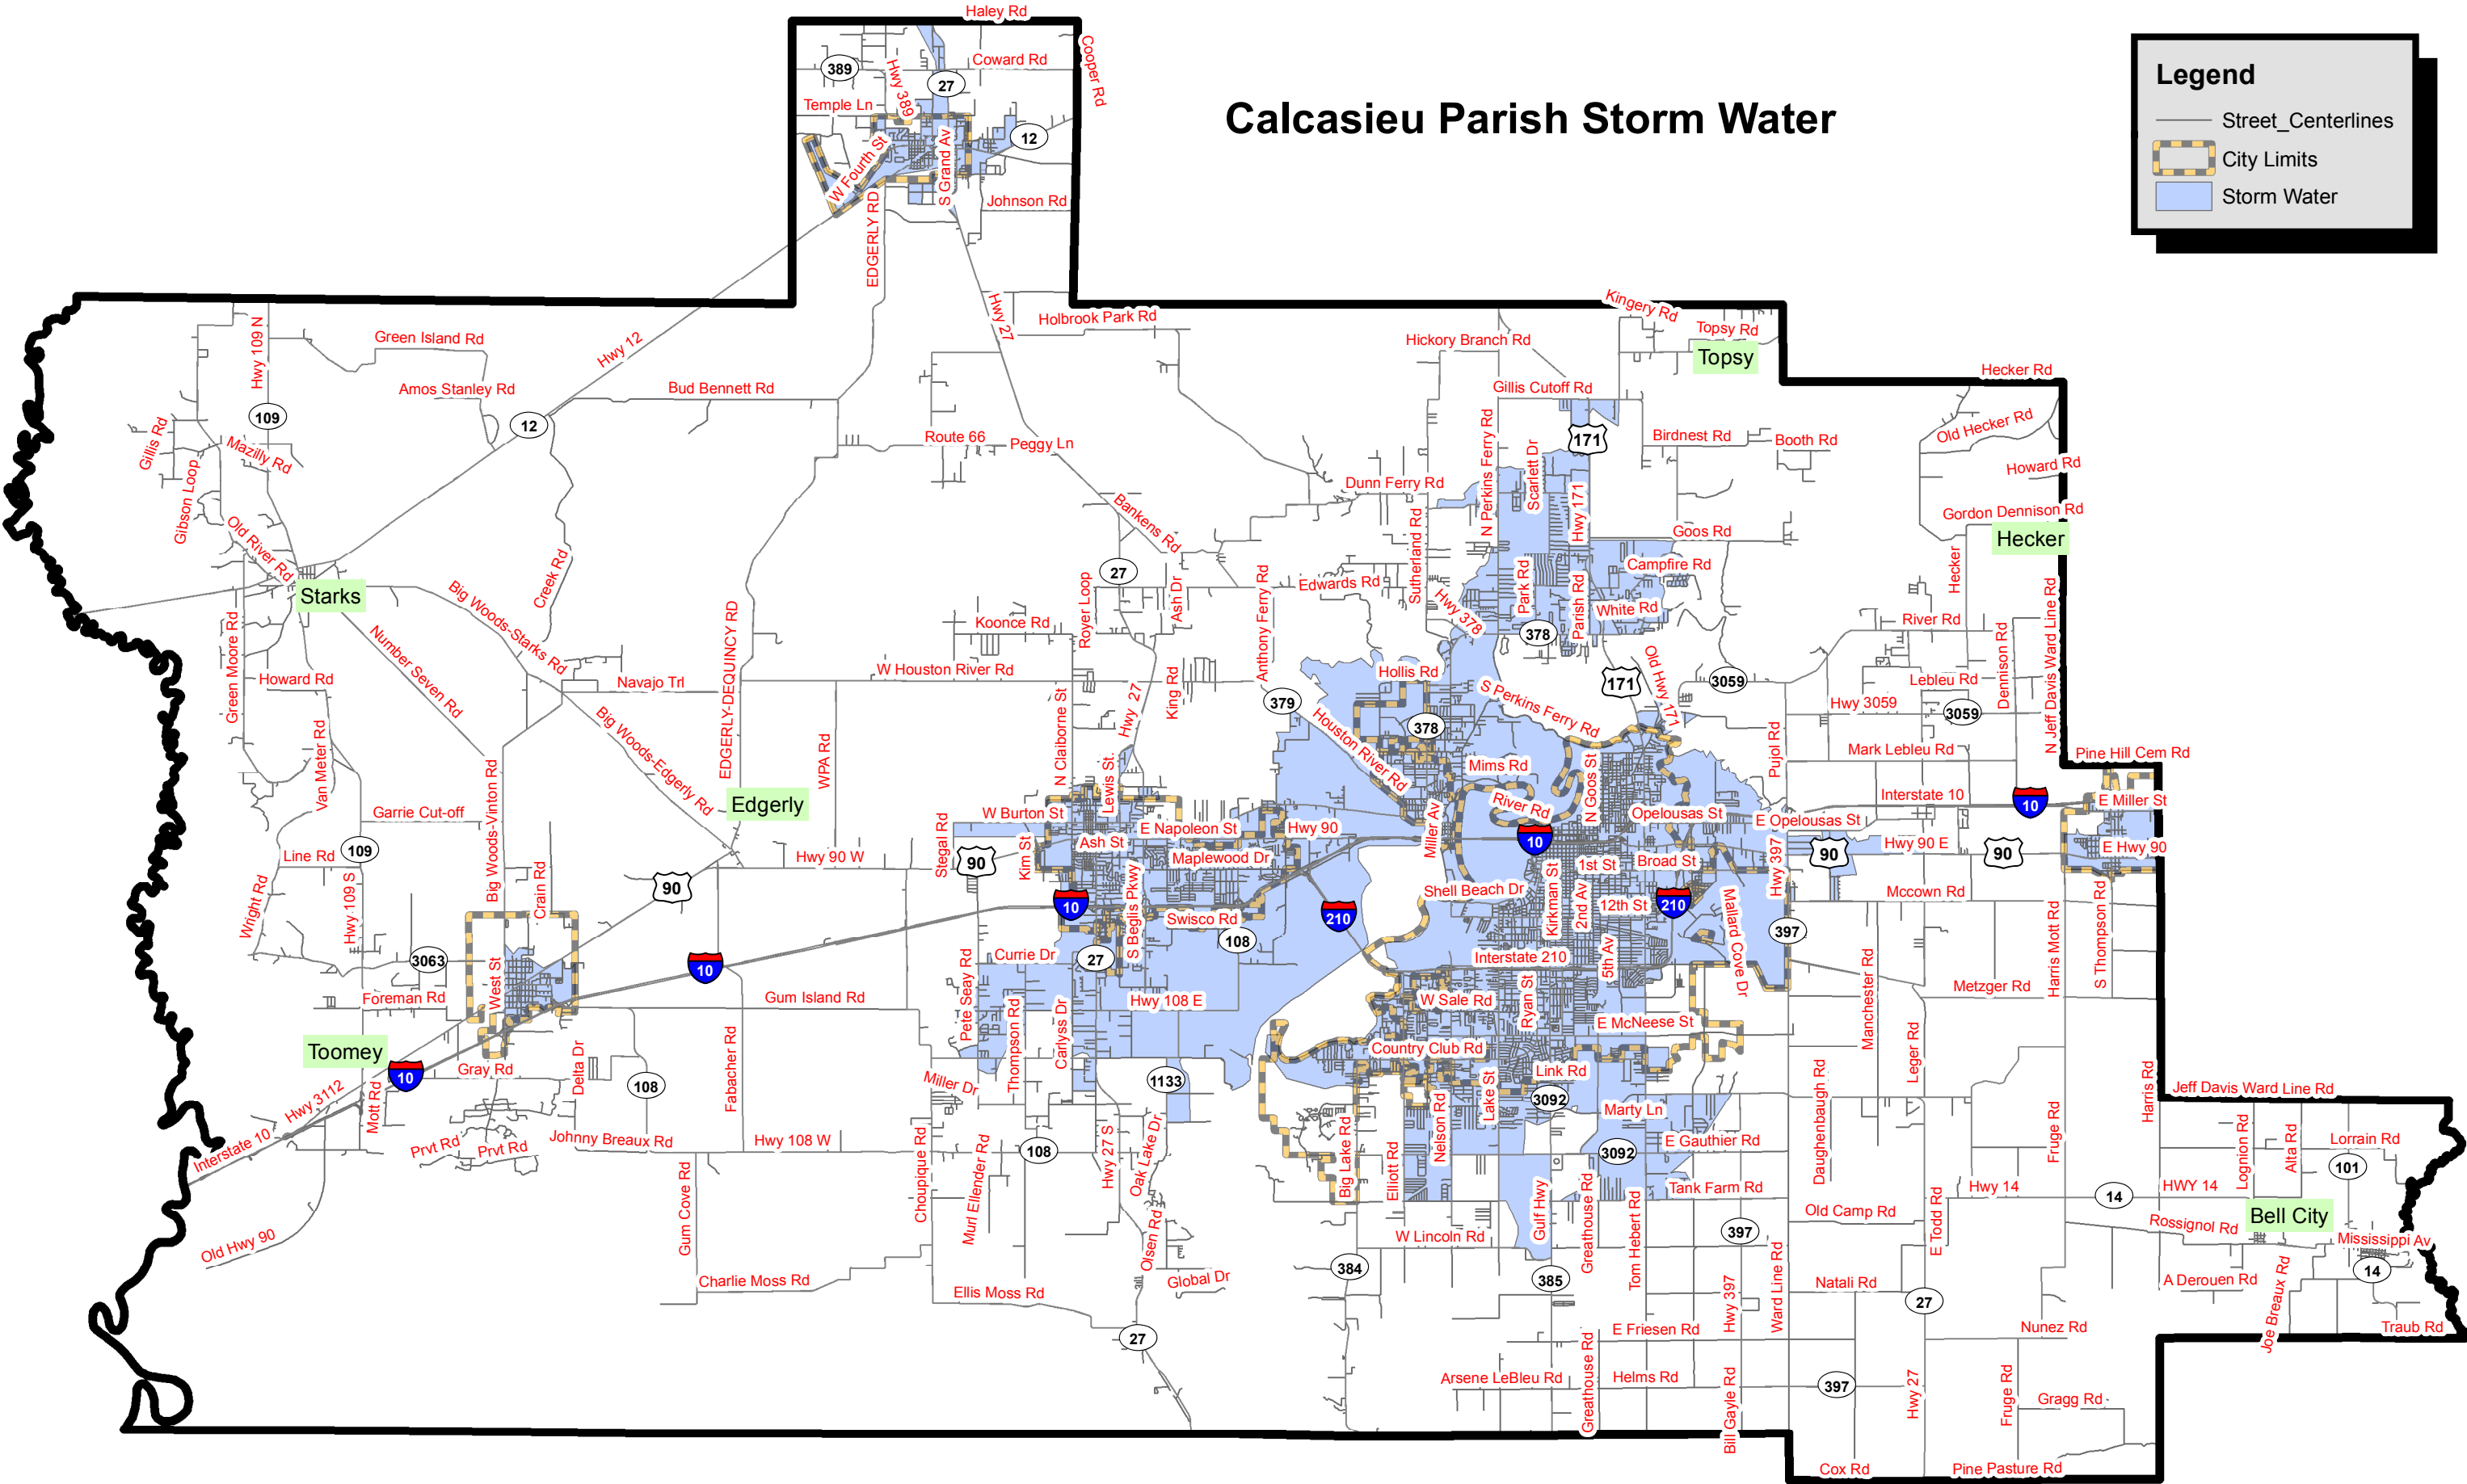 Haley Rd
Cooper Rd
389
Hwy 389
27
Coward Rd
Temple Ln
12
W Fourth St
S Grand Av
Johnson Rd
EDGERLY RD
Calcasieu Parish Storm Water
Legend
Street_Centerlines
City Limits
Storm Water
Hwy 109 N
Green Island Rd
Hwy 12
Hwy 27
Holbrook Park Rd
Hickory Branch Rd
Kingery Rd
Topsy Rd
Topsy
Hecker Rd
Amos Stanley Rd
Bud Bennett Rd
Gillis Cutoff Rd
109
12
Gillis Rd
Mazilly Rd
Gibson Loop
Route 66
Peggy Ln
N Perkins Ferry Rd
Scarlett Dr
171
Birdnest Rd
Booth Rd
Old Hecker Rd
Howard Rd
Dunn Ferry Rd
Bankens Rd
Hwy 171
Gordon Dennison Rd
Hecker
Old River Rd
Sutherland Rd
Goos Rd
Starks
Big Woods-Starks Rd
Creek Rd
27
Royer Loop
Ash Dr
Anthony Ferry Rd
Edwards Rd
Hwy 378
Park Rd
Parish Rd
Campfire Rd
White Rd
378
Hecker
N Jeff Davis Ward Line Rd
Green Moore Rd
Number Seven Rd
EDGERLY-DEQUINCY RD
Koonce Rd
River Rd
Dennison Rd
Howard Rd
Navajo Trl
W Houston River Rd
N Claiborne St
Hwy 27
King Rd
379
Houston River Rd
Hollis Rd
378
S Perkins Ferry Rd
171
Old Hwy 171
3059
Lebleu Rd
Hwy 3059
3059
Van Meter Rd
Big Woods-Edgerly Rd
WPA Rd
Mark Lebleu Rd
Pine Hill Cem Rd
Pujol Rd
Mims Rd
N Goos St
Big Woods-Vinton Rd
Edgerly
Lewis St.
River Rd
Interstate 10
10
E Miller St
Garrie Cut-off
W Burton St
E Napoleon St
Hwy 90
Miller Av
10
Opelousas St
E Opelousas St
109
Line Rd
Hwy 90 W
Stegal Rd
90
Kim St
Ash St
Maplewood Dr
1st St
Broad St
Hwy 397
90
Hwy 90 E
90
E Hwy 90
Wright Rd
Hwy 109 S
Crain Rd
90
10
S Beglis Pkwy
Swisco Rd
210
Shell Beach Dr
Kirkman St
2nd Av
12th St
210
Mallard Cove Dr
Mccown Rd
Harris Mott Rd
S Thompson Rd
397
3063
West St
10
Pete Seay Rd
Currie Dr
27
108
Interstate 210
5th Av
Manchester Rd
Metzger Rd
Foreman Rd
Gum Island Rd
Thompson Rd
Carlyss Dr
Hwy 108 E
W Sale Rd
Ryan St
E McNeese St
Toomey
10
Gray Rd
Delta Dr
108
Fabacher Rd
Miller Dr
1133
Country Club Rd
Link Rd
3092
Lake St
Daughenbaugh Rd
Leger Rd
Harris Rd
Jeff Davis Ward Line Rd
Hwy 3112
Mott Rd
Interstate 10
Prvt Rd
Prvt Rd
Johnny Breaux Rd
Hwy 108 W
Choupique Rd
Murl Ellender Rd
108
Hwy 27 S
Oak Lake Dr
Big Lake Rd
Elliott Rd
Nelson Rd
Marty Ln
E Gauthier Rd
3092
Fruge Rd
Lognion Rd
Alta Rd
Lorrain Rd
101
Gum Cove Rd
Tank Farm Rd
Hwy 14
14
HWY 14
Bell City
Old Camp Rd
E Todd Rd
Rossignol Rd
Mississippi Av
Old Hwy 90
Olsen Rd
W Lincoln Rd
Gulf Hwy
Greathouse Rd
Tom Hebert Rd
397
Ward Line Rd
Charlie Moss Rd
Global Dr
384
385
Natali Rd
A Derouen Rd
14
Joe Breaux Rd
Ellis Moss Rd
27
Hwy 397
27
E Friesen Rd
Nunez Rd
Traub Rd
Arsene LeBleu Rd
Greathouse Rd
Helms Rd
Bill Gayle Rd
397
Hwy 27
Fruge Rd
Gragg Rd
Cox Rd
Pine Pasture Rd